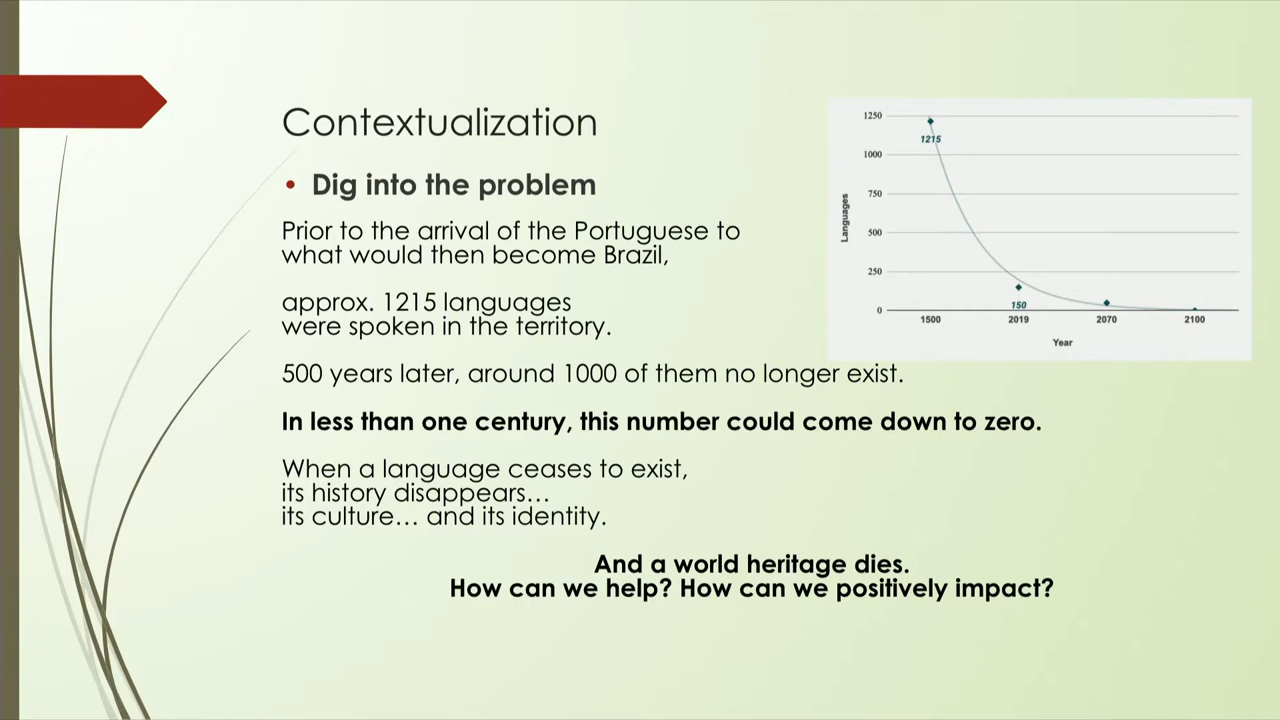 Contextualization
• Dig into the problem
Prior to the arrival of the Portuguese to
what would then become Brazil,
approx. 1215 languages
were spoken in the territory.
500 years later, around 1000 of them no longer exist.
In less than one century, this number could come down to zero.
When a language ceases to exist,
its history disappears…
its culture… and its identity.
And a world heritage dies.
How can we help? How can we positively impact?
1250
1215
1000
750
Languages
500
250
150
0
1500 2019 2070 2100
Year